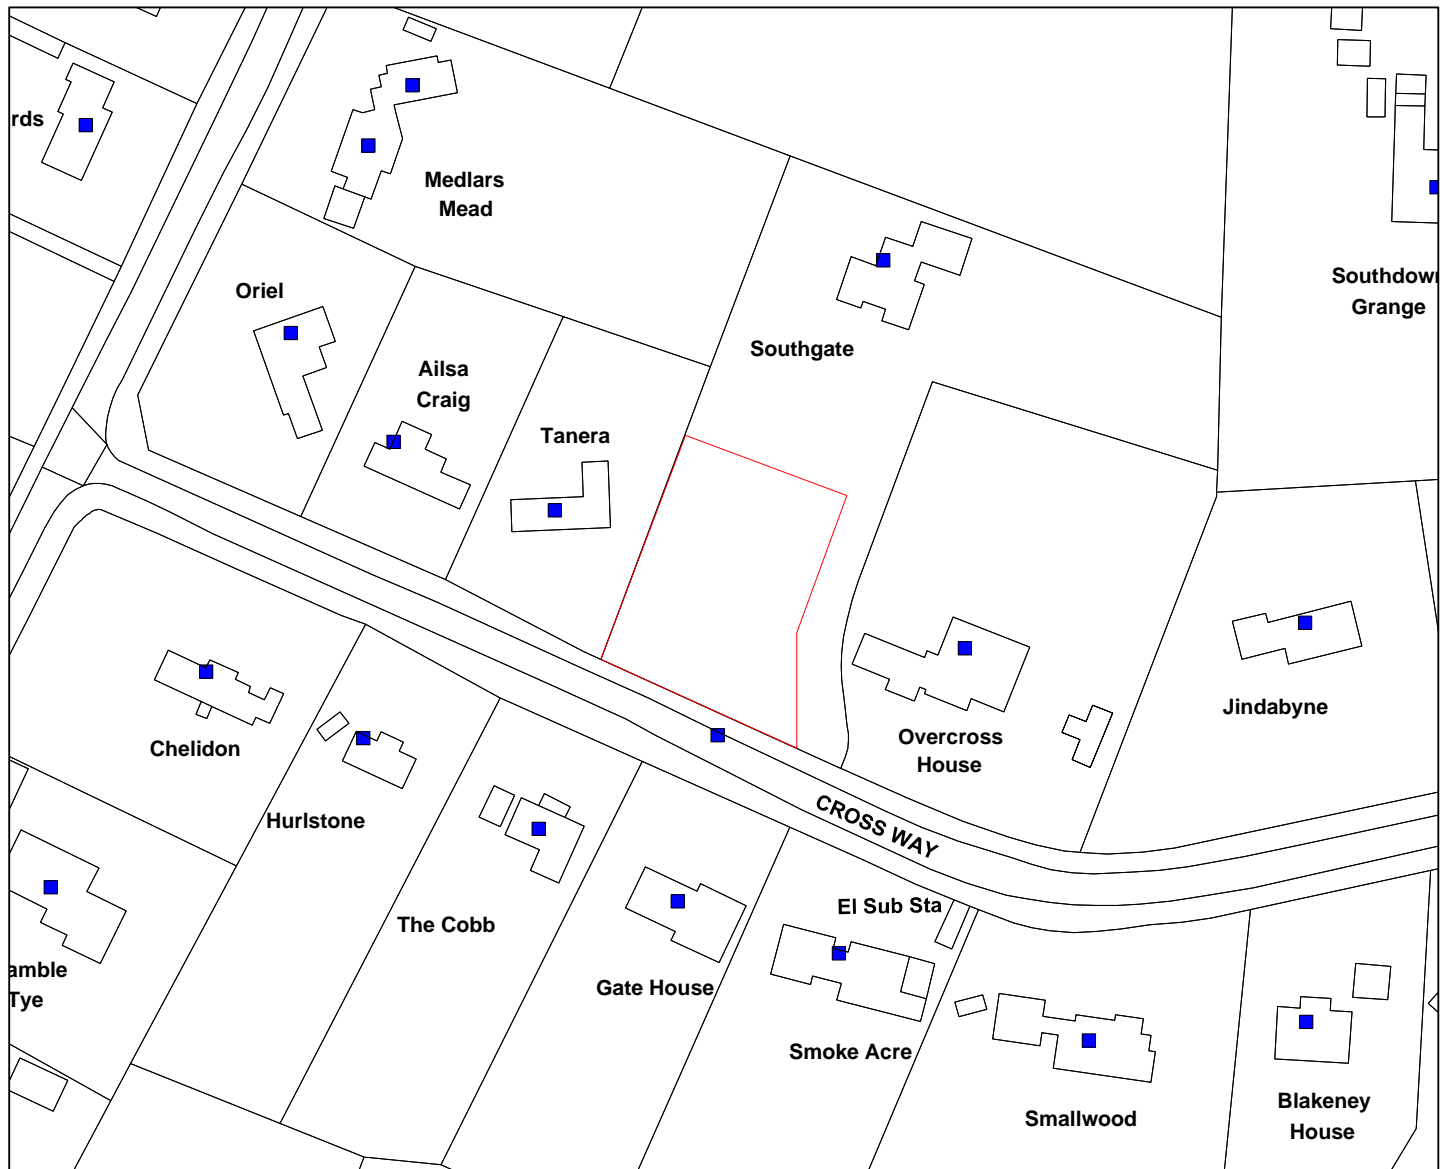 rds
Medlars
Mead
Oriel
Southdown
Grange
Southgate
Ailsa
Craig
Tanera
Jindabyne
Chelidon
Overcross
House
Hurlstone
CROSS WAY
The Cobb
El Sub Sta
amble
Tye
Gate House
Smoke Acre
Smallwood
Blakeney
House